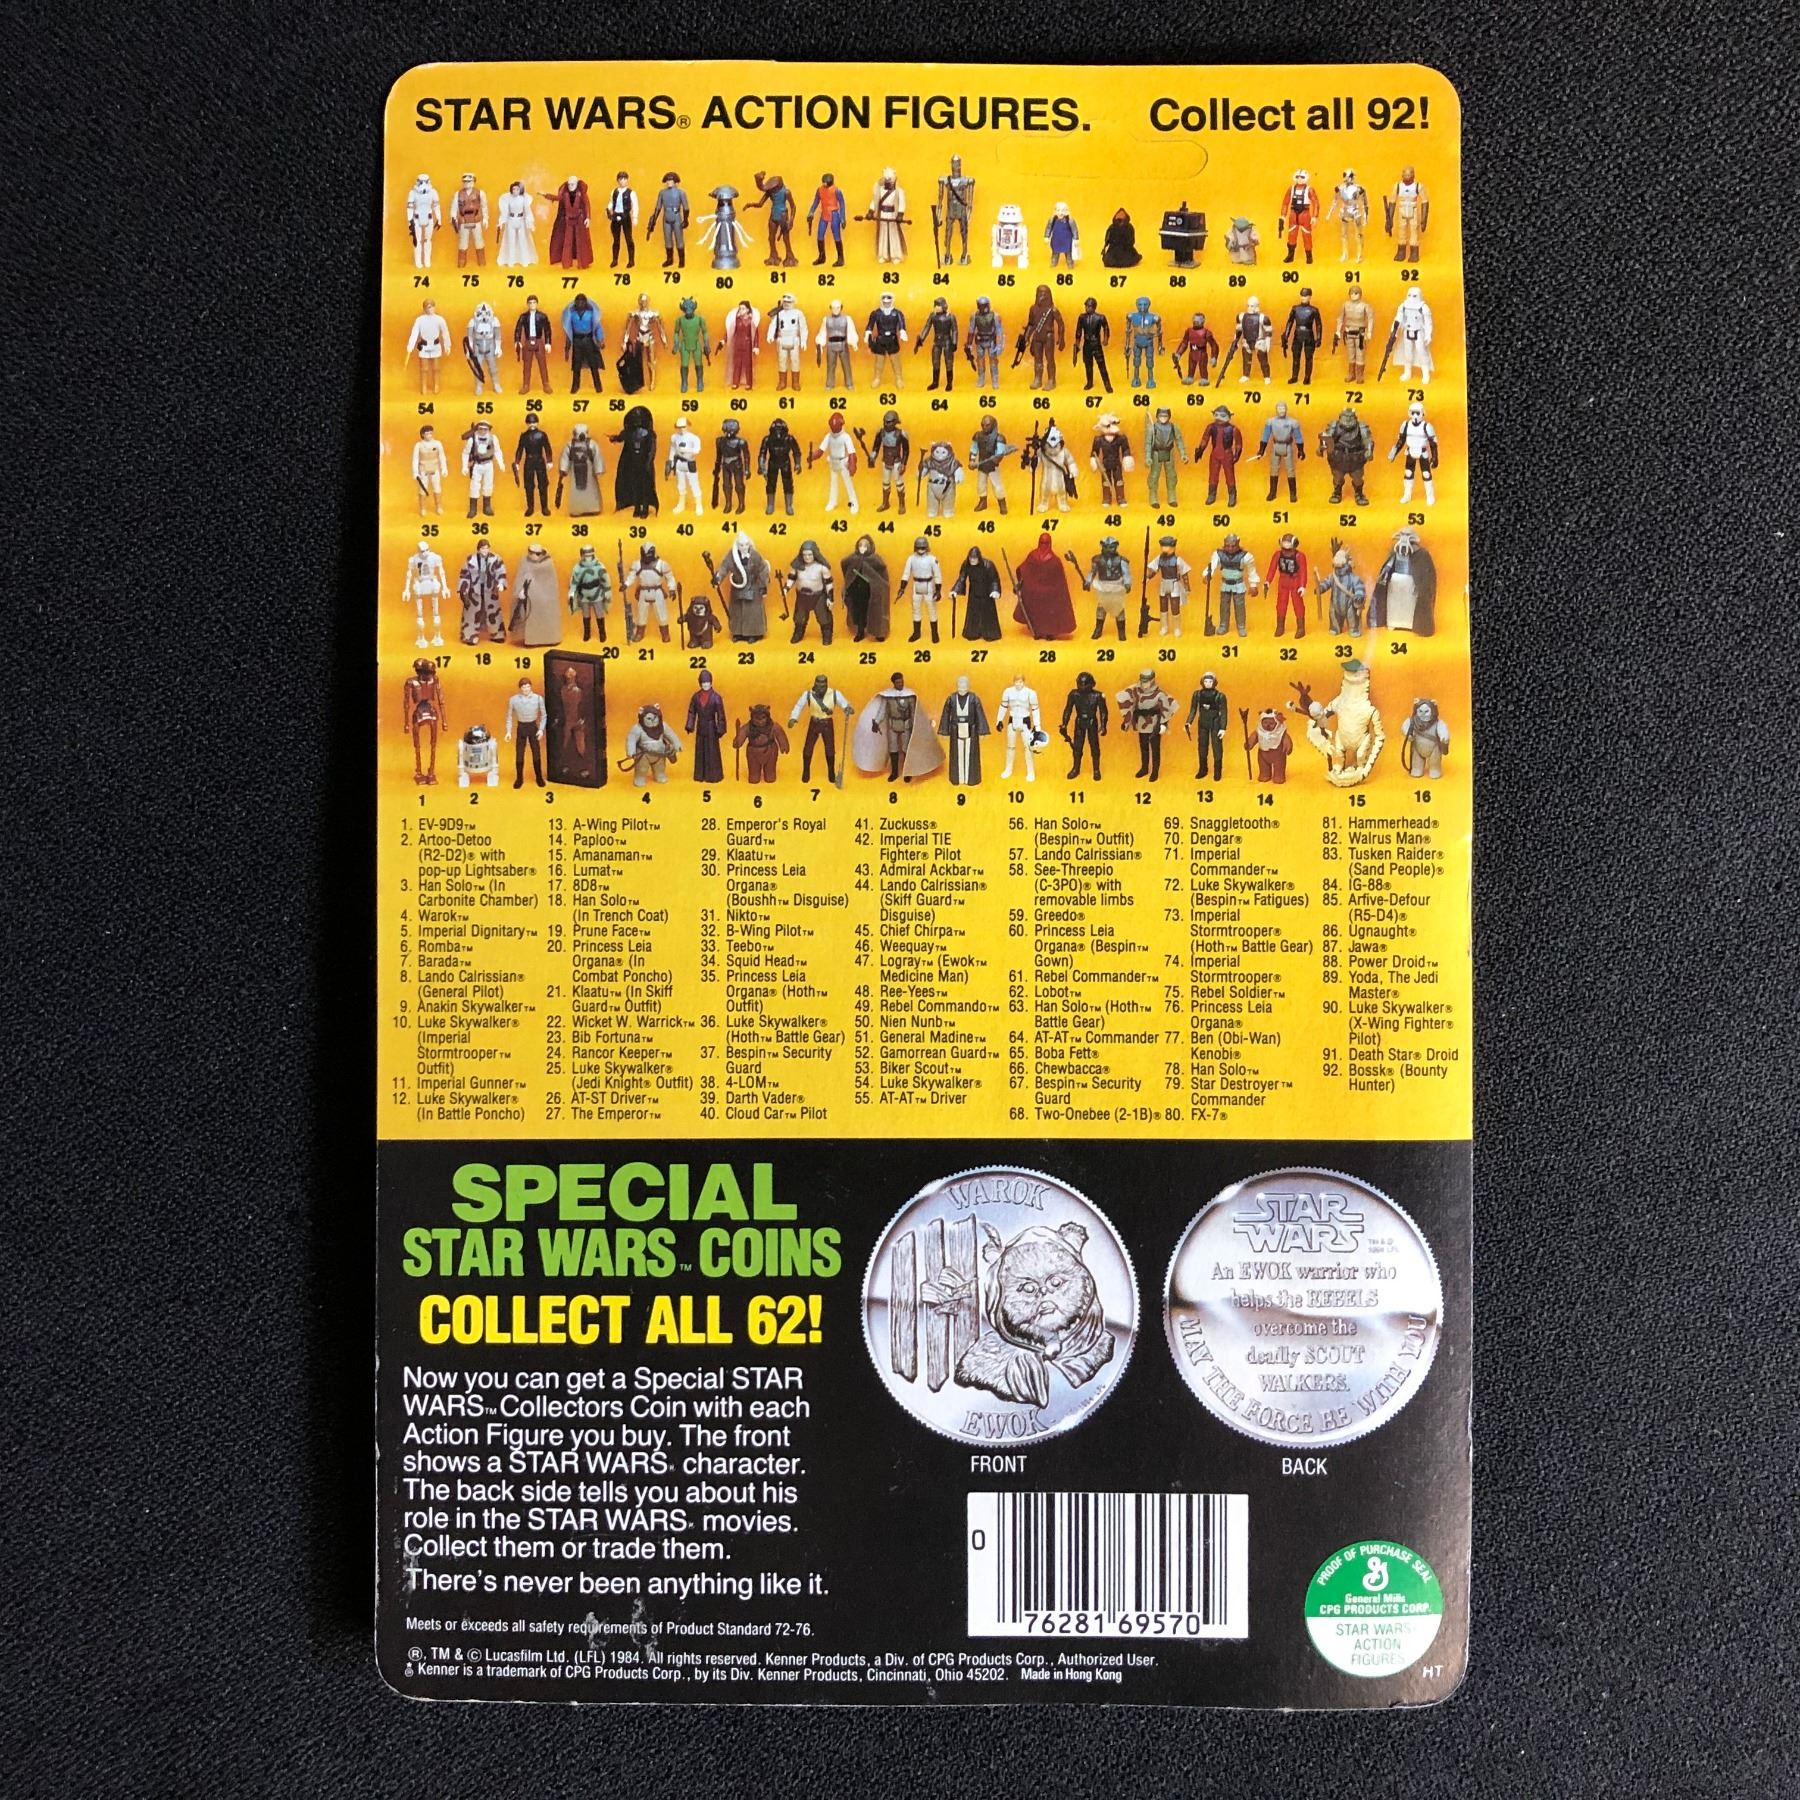 STAR WARS® ACTION FIGURES. Collect all 92!
74 75 76 77 78 79 80 81 82 83 84 85 86 87 88 89 90 91 92
54 55 56 57 58 59 60 61 62 63 64 65 66 67 68 69 70 71 72 73
35 36 37 38 39 40 41 42 43 44 45 46 47 48 49 50 51 52 53
17 18 19 20 21 22 23 24 25 26 27 28 29 30 31 32 33 34
1 2 3 4 5 6 7 8 9 10 11 12 13 14 15 16
1. EV-9D9™
2. Artoo-Detoo
(R2-D2)® with
pop-up Lightsaber®
3. Han Solo™ (In
Carbonite Chamber)
4. Warok™
5. Imperial Dignitary™
6. Romba™
7. Barada™
8. Lando Calrissian®
(General Pilot)
9. Anakin Skywalker™
10. Luke Skywalker®
(Imperial
Stormtrooper™
Outfit)
11. Imperial Gunner™
12. Luke Skywalker®
(In Battle Poncho)
13. A-Wing Pilot™
14. Paploo™
15. Amanaman™
16. Lumat™
17. 8D8™
18. Han Solo™
(In Trench Coat)
19. Prune Face™
20. Princess Leia
Organa® (In
Combat Poncho)
21. Klaatu™ (In Skiff
Guard™ Outfit)
22. Wicket W. Warrick™
23. Bib Fortuna™
24. Rancor Keeper™
25. Luke Skywalker®
(Jedi Knight® Outfit)
26. AT-ST Driver™
27. The Emperor™
28. Emperor's Royal
Guard™
29. Klaatu™
30. Princess Leia
Organa®
(Boushh™ Disguise)
31. Nikto™
32. B-Wing Pilot™
33. Teebo™
34. Squid Head™
35. Princess Leia
Organa® (Hoth™
Outfit)
36. Luke Skywalker®
(Hoth™ Battle Gear)
37. Bespin™ Security
Guard
38. 4-LOM™
39. Darth Vader®
40. Cloud Car™ Pilot
41. Zuckuss®
42. Imperial TIE
Fighter® Pilot
43. Admiral Ackbar™
44. Lando Calrissian®
(Skiff Guard™
Disguise)
45. Chief Chirpa™
46. Weequay™
47. Logray™ (Ewok™
Medicine Man)
48. Ree-Yees™
49. Rebel Commando™
50. Nien Nunb™
51. General Madine™
52. Gamorrean Guard™
53. Biker Scout™
54. Luke Skywalker®
55. AT-AT™ Driver
56. Han Solo™
(Bespin™ Outfit)
57. Lando Calrissian®
58. See-Threepio
(C-3PO)® with
removable limbs
59. Greedo®
60. Princess Leia
Organa® (Bespin™
Gown)
61. Rebel Commander™
62. Lobot™
63. Han Solo™ (Hoth™
Battle Gear)
64. AT-AT™ Commander
65. Boba Fett®
66. Chewbacca®
67. Bespin™ Security
Guard
68. Two-Onebee (2-1B)®
69. Snaggletooth®
70. Dengar®
71. Imperial
Commander™
72. Luke Skywalker®
(Bespin™ Fatigues)
73. Imperial
Stormtrooper®
(Hoth™ Battle Gear)
74. Imperial
Stormtrooper®
75. Rebel Soldier™
76. Princess Leia
Organa®
77. Ben (Obi-Wan)
Kenobi®
78. Han Solo™
79. Star Destroyer™
Commander
80. FX-7®
81. Hammerhead®
82. Walrus Man®
83. Tusken Raider®
(Sand People)®
84. IG-88®
85. Arfive-Defour
(R5-D4)®
86. Ugnaught®
87. Jawa®
88. Power Droid™
89. Yoda, The Jedi
Master®
90. Luke Skywalker®
(X-Wing Fighter®
Pilot)
91. Death Star® Droid
92. Bossk® (Bounty
Hunter)
SPECIAL
STAR WARS™ COINS
COLLECT ALL 62!
Now you can get a Special STAR
WARS™ Collectors Coin with each
Action Figure you buy. The front
shows a STAR WARS® character.
The back side tells you about his
role in the STAR WARS® movies.
Collect them or trade them.
There's never been anything like it.
Meets or exceeds all safety requirements of Product Standard 72-76.
®, TM & © Lucasfilm Ltd. (LFL) 1984. All rights reserved. Kenner Products, a Div. of CPG Products Corp., Authorized User.
Kenner is a trademark of CPG Products Corp., by its Div. Kenner Products, Cincinnati, Ohio 45202. Made in Hong Kong
WAROK
EWOK
FRONT
STAR
WARS
An EWOK warrior who
helps the REBELS
overcome the
deadly SCOUT
WALKERS.
MAY THE FORCE BE WITH YOU
BACK
0 76281 69570
PROOF OF PURCHASE SEAL
General Mills
CPG PRODUCTS CORP.
STAR WARS
ACTION
FIGURES
HT